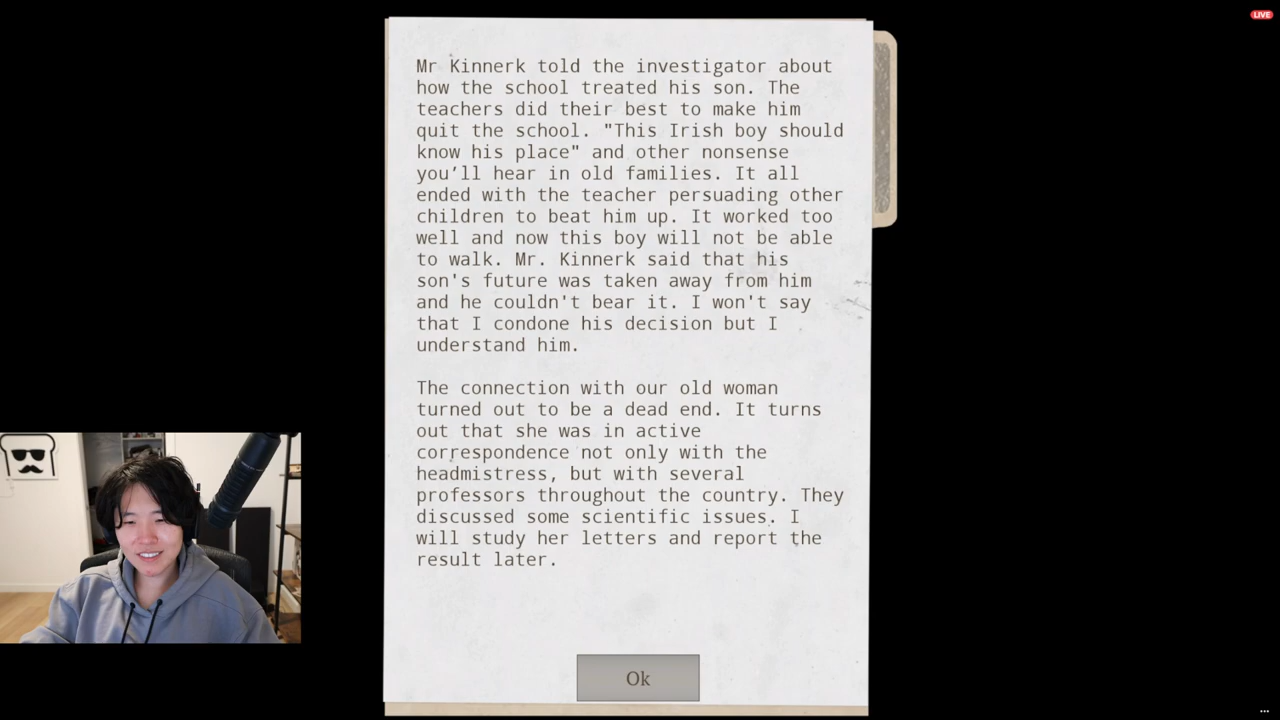 LIVE
Mr Kinnerk told the investigator about
how the school treated his son. The
teachers did their best to make him
quit the school. "This Irish boy should
know his place" and other nonsense
you’ll hear in old families. It all
ended with the teacher persuading other
children to beat him up. It worked too
well and now this boy will not be able
to walk. Mr. Kinnerk said that his
son's future was taken away from him
and he couldn't bear it. I won't say
that I condone his decision but I
understand him.
The connection with our old woman
turned out to be a dead end. It turns
out that she was in active
correspondence not only with the
headmistress, but with several
professors throughout the country. They
discussed some scientific issues. I
will study her letters and report the
result later.
Ok